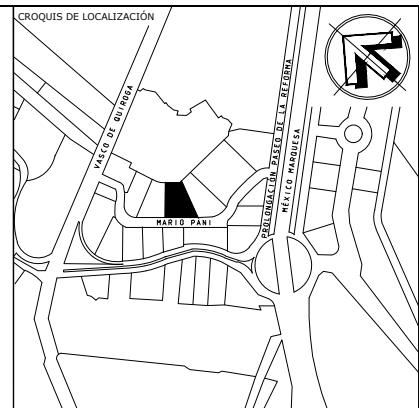 CROQUIS DE LOCALIZACIÓN
VASCO DE QUIROGA
PROLONGACIÓN PASEO DE LA REFORMA
MÉXICO MARQUESA
MARIO PANI